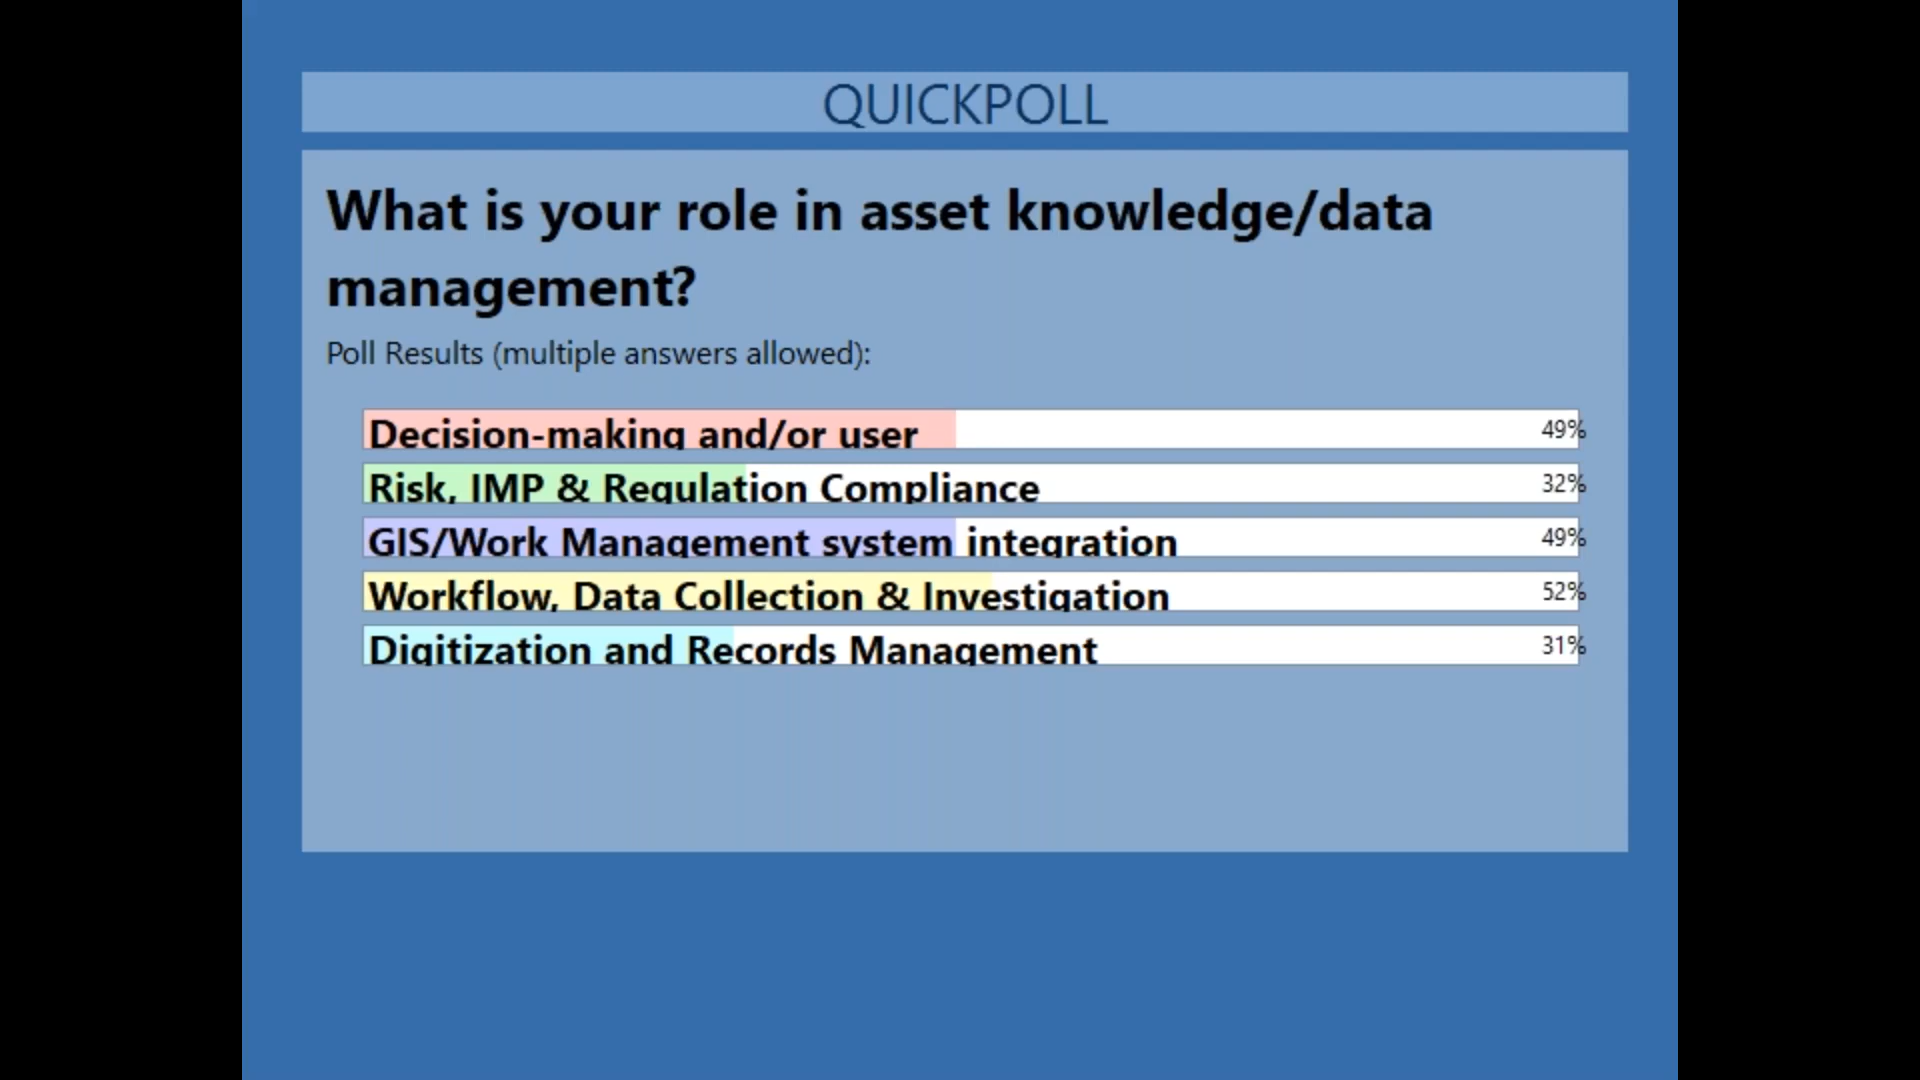 QUICKPOLL
What is your role in asset knowledge/data
management?
Poll Results (multiple answers allowed):
Decision-making and/or user 49%
Risk, IMP & Regulation Compliance 32%
GIS/Work Management system integration 49%
Workflow, Data Collection & Investigation 52%
Digitization and Records Management 31%